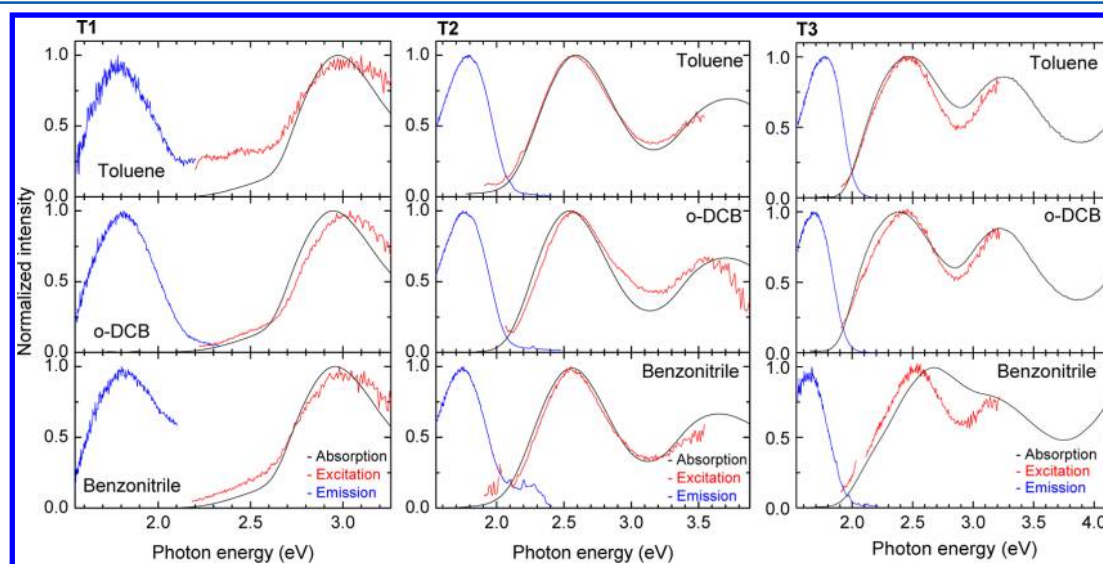 T1
T2
T3
Normalized intensity
1.0
0.5
0.0
Toluene
1.0
0.5
0.0
Toluene
1.0
0.5
0.0
Toluene
1.0
0.5
0.0
o-DCB
1.0
0.5
0.0
o-DCB
1.0
0.5
0.0
o-DCB
1.0
0.5
0.0
Benzonitrile
- Absorption
- Excitation
- Emission
1.0
0.5
0.0
Benzonitrile
- Absorption
- Excitation
- Emission
1.0
0.5
0.0
Benzonitrile
- Absorption
- Excitation
- Emission
2.0 2.5 3.0
2.0 2.5 3.0 3.5
2.0 2.5 3.0 3.5 4.0
Photon energy (eV)
Photon energy (eV)
Photon energy (eV)